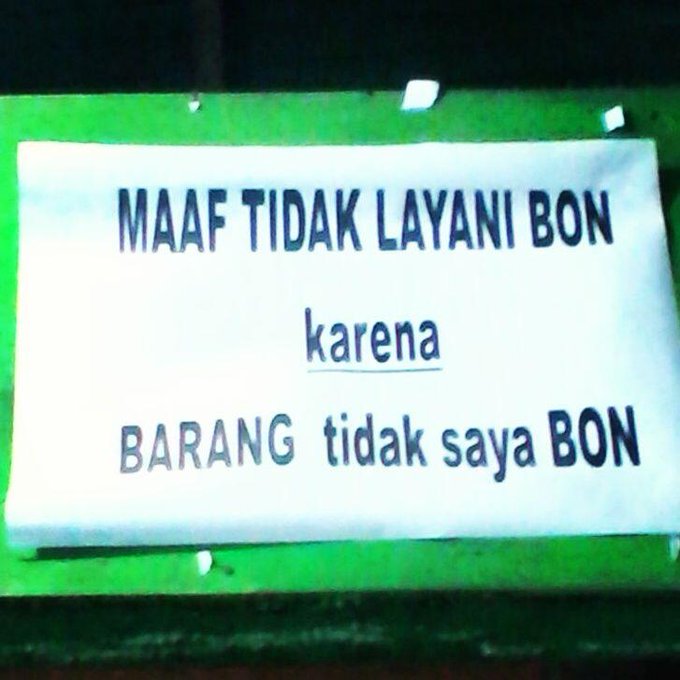 MAAF TIDAK LAYANI BON
karena
BARANG tidak saya BON